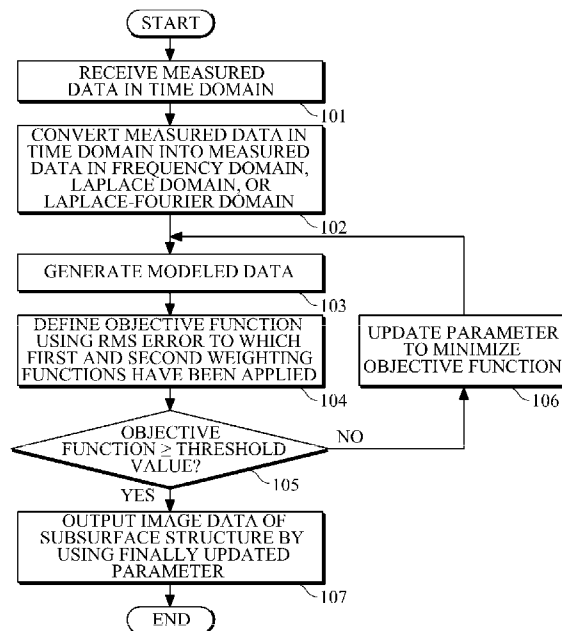 START
RECEIVE MEASURED
DATA IN TIME DOMAIN
101
CONVERT MEASURED DATA IN
TIME DOMAIN INTO MEASURED
DATA IN FREQUENCY DOMAIN,
LAPLACE DOMAIN, OR
LAPLACE-FOURIER DOMAIN
102
GENERATE MODELED DATA
103
DEFINE OBJECTIVE FUNCTION
USING RMS ERROR TO WHICH
FIRST AND SECOND WEIGHTING
FUNCTIONS HAVE BEEN APPLIED
104
UPDATE PARAMETER
TO MINIMIZE
OBJECTIVE FUNCTION
106
OBJECTIVE
FUNCTION ≥ THRESHOLD
VALUE?
NO
105
YES
OUTPUT IMAGE DATA OF
SUBSURFACE STRUCTURE BY
USING FINALLY UPDATED
PARAMETER
107
END